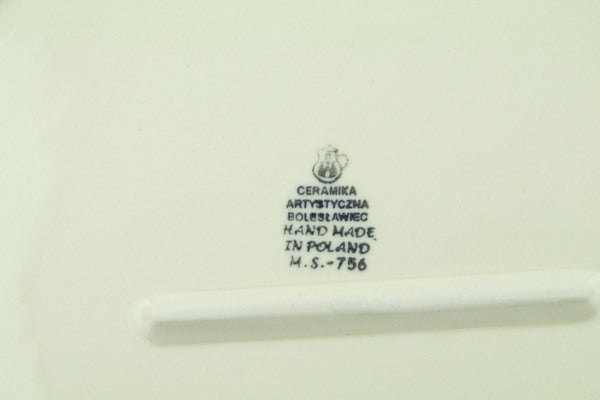 CERAMIKA
ARTYSTYCZNA
BOLESŁAWIEC
HAND MADE
IN POLAND
M.S.-756